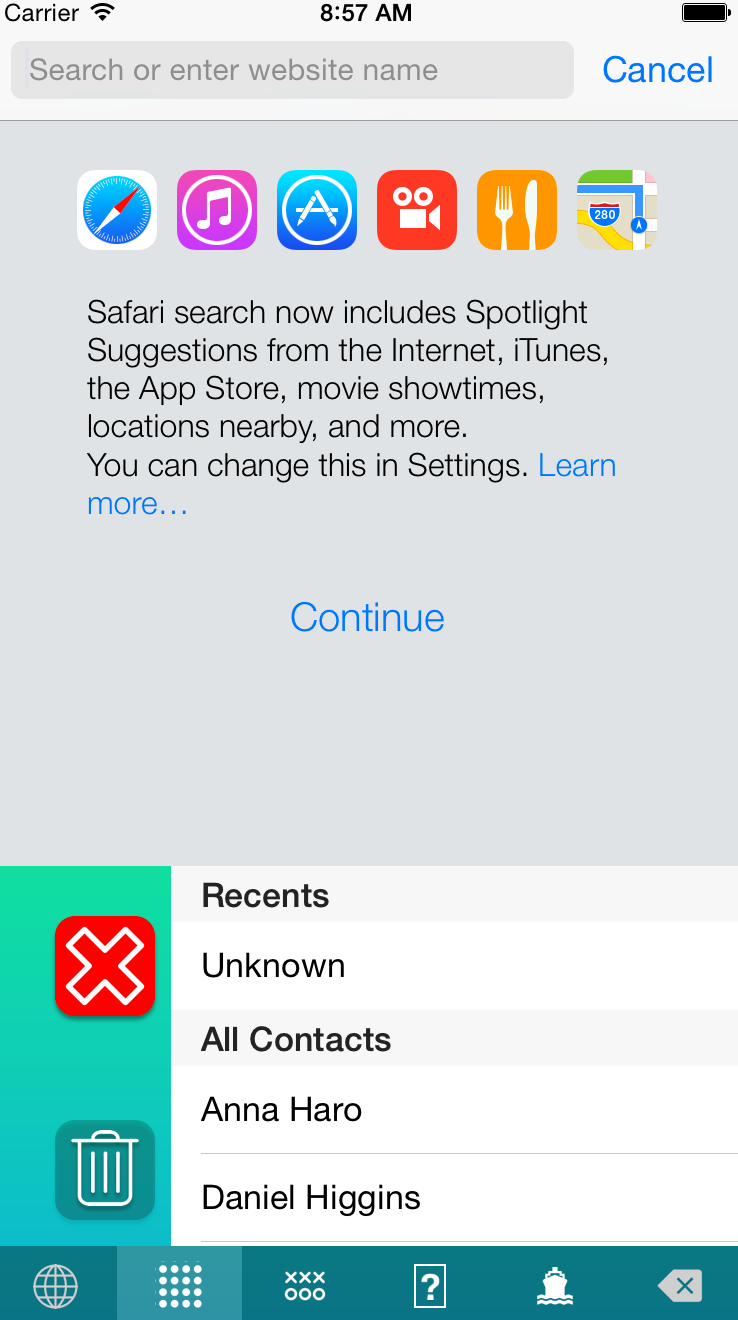 Carrier 8:57 AM
Search or enter website name Cancel
280
Safari search now includes Spotlight
Suggestions from the Internet, iTunes,
the App Store, movie showtimes,
locations nearby, and more.
You can change this in Settings. Learn
more...
Continue
Recents
Unknown
All Contacts
Anna Haro
Daniel Higgins
xxx
ooo
?